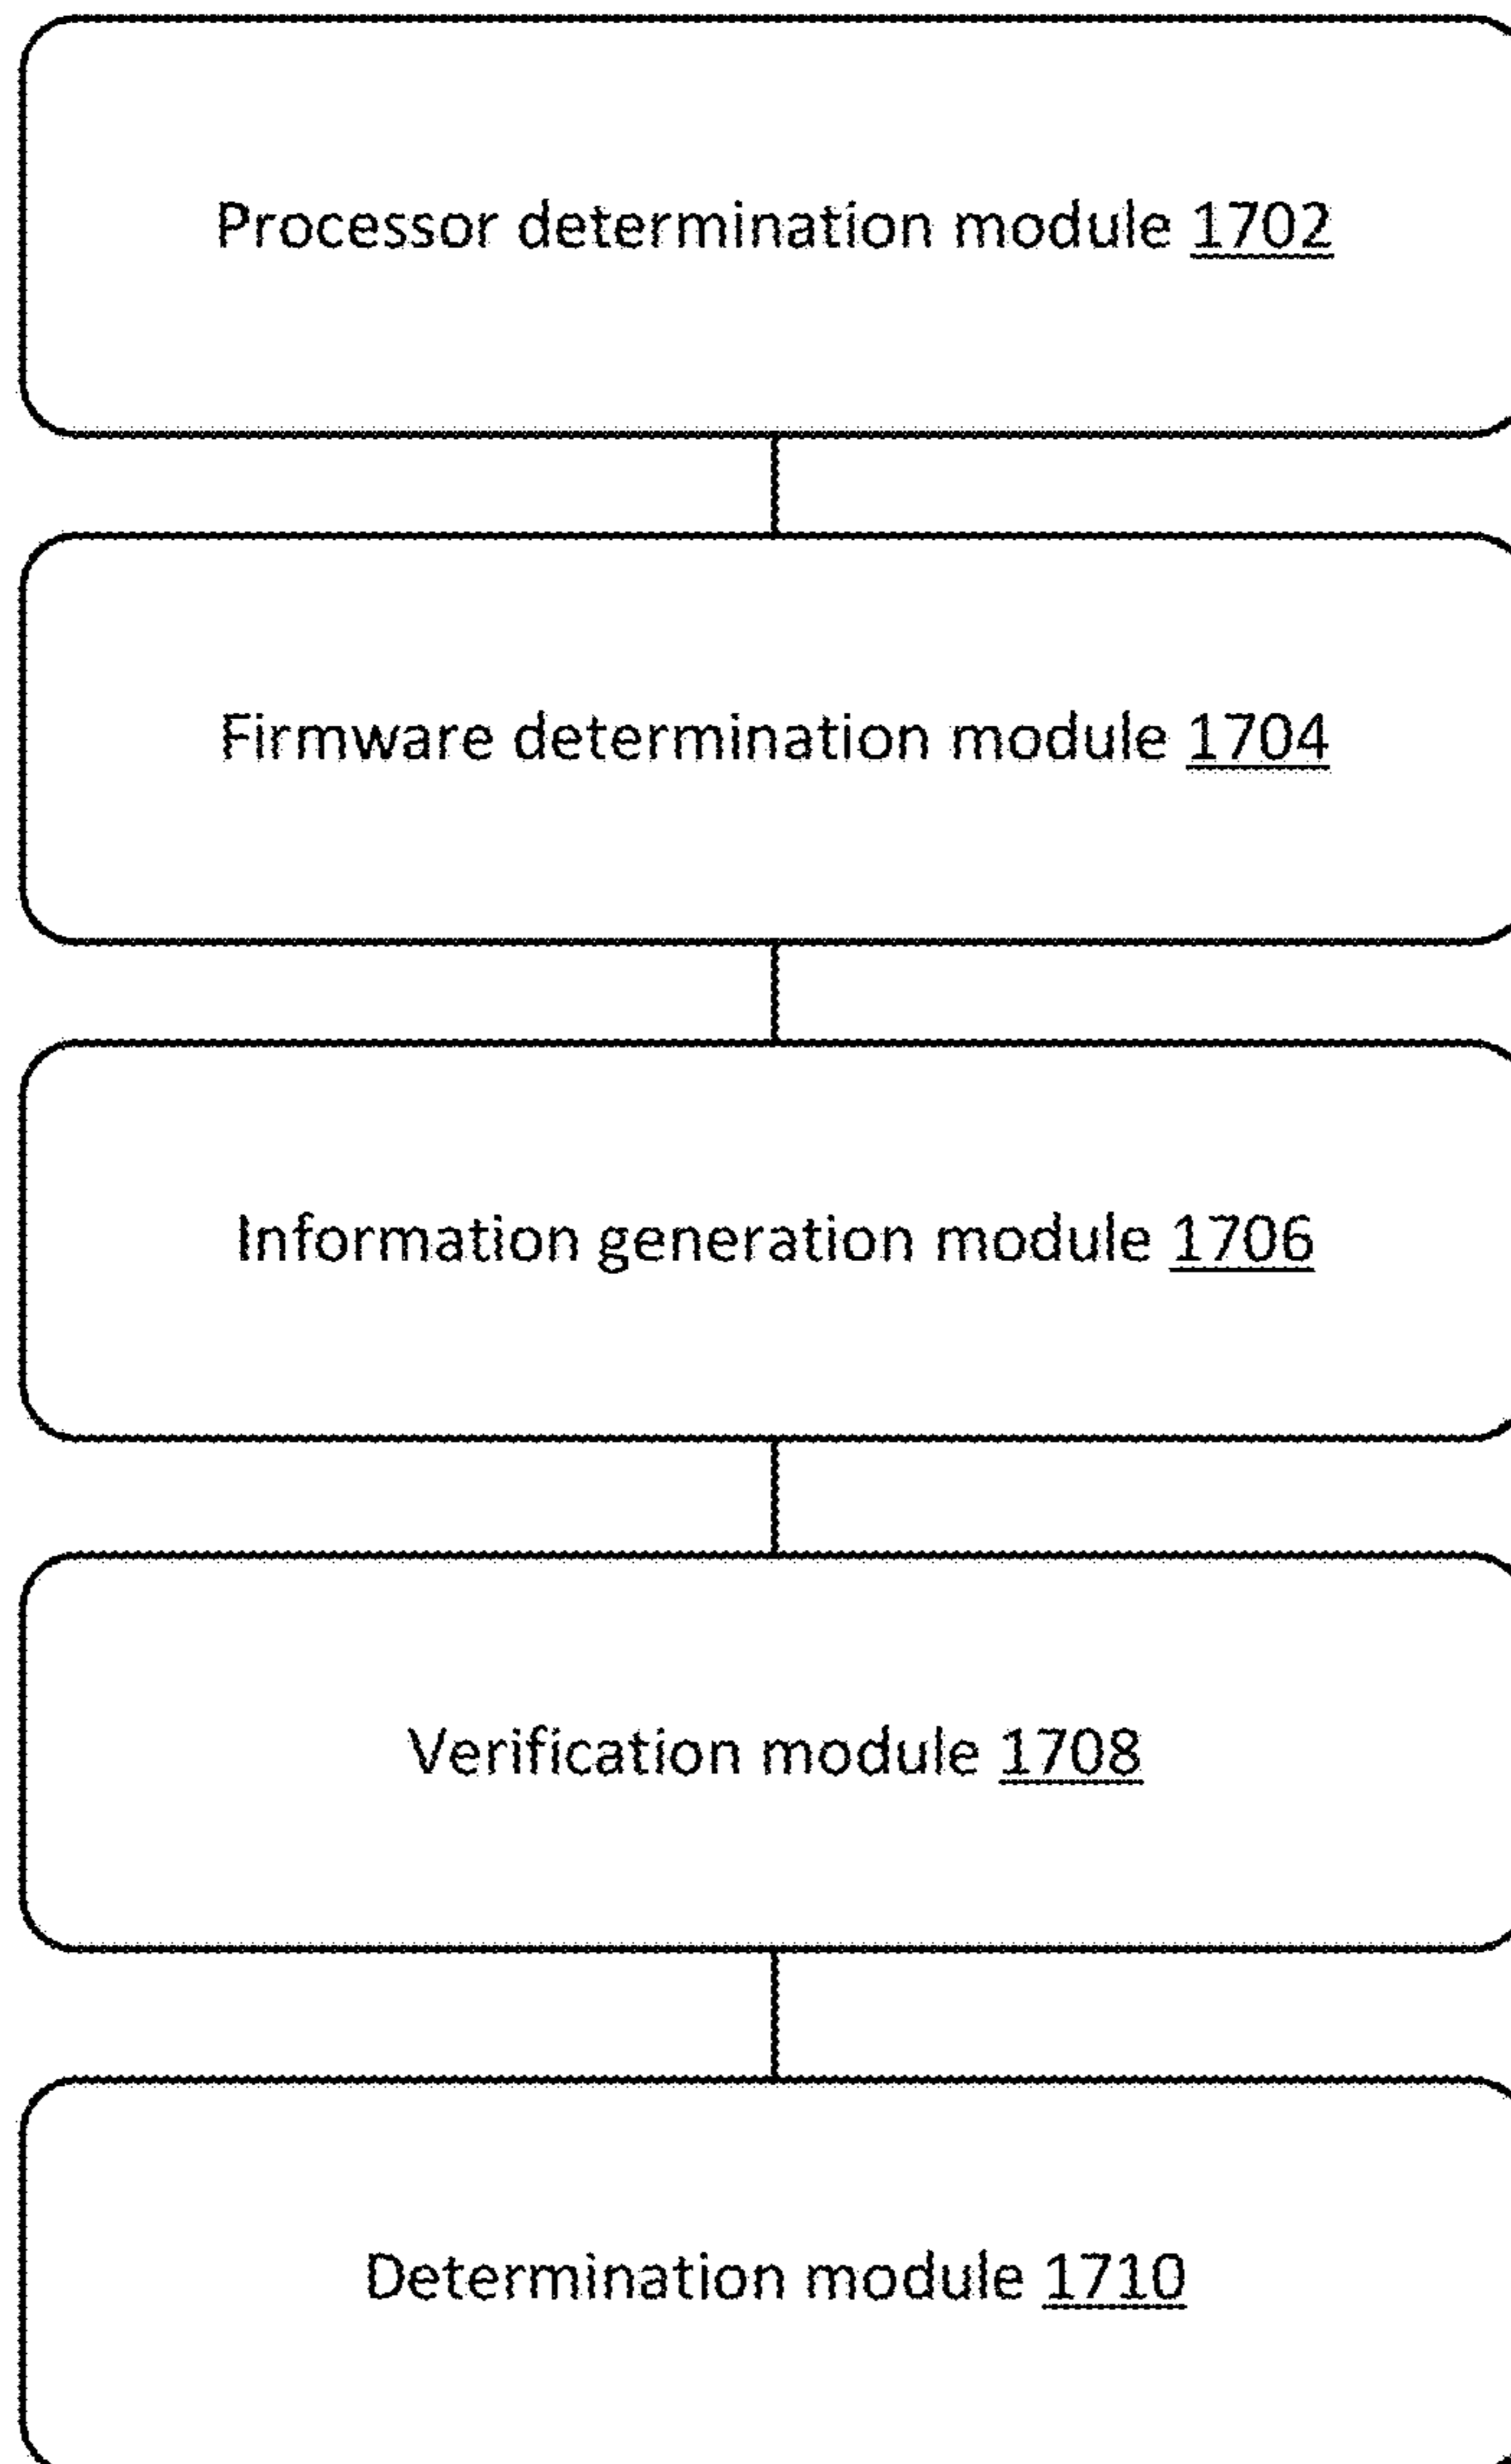 Processor determination module 1702
Firmware determination module 1704
Information generation module 1706
Verification module 1708
Determination module 1710